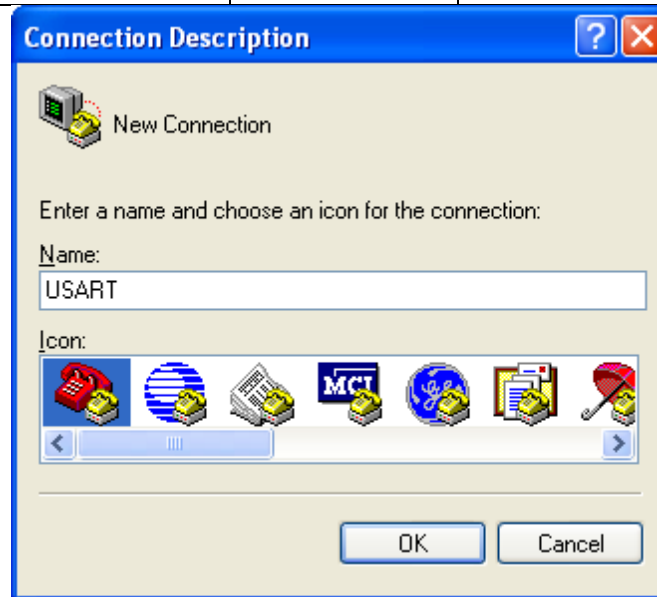 Connection Description
New Connection
Enter a name and choose an icon for the connection:
Name:
USART
Icon:
MCI
OK
Cancel